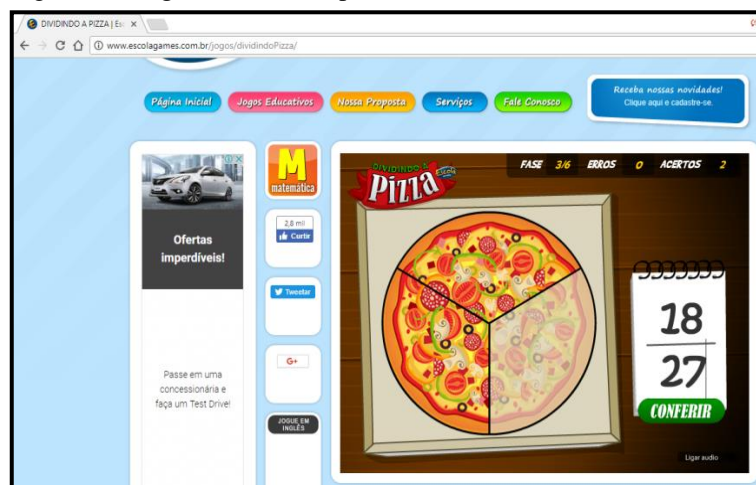 DIVIDINDO A PIZZA | Esc
www.escolagames.com.br/jogos/dividindoPizza/
Página Inicial
Jogos Educativos
Nossa Proposta
Serviços
Fale Conosco
Receba nossas novidades!
Clique aqui e cadastre-se.
Ofertas
imperdíveis!
Passe em uma
concessionária e
faça um Test Drive!
M
matemática
2,8 mil
Curtir
Tweetar
G+
JOGUE EM
INGLÊS
DIVIDINDO A
Pizza
Escola
FASE 3/6 ERROS 0 ACERTOS 2
18
27
CONFERIR
Ligar audio